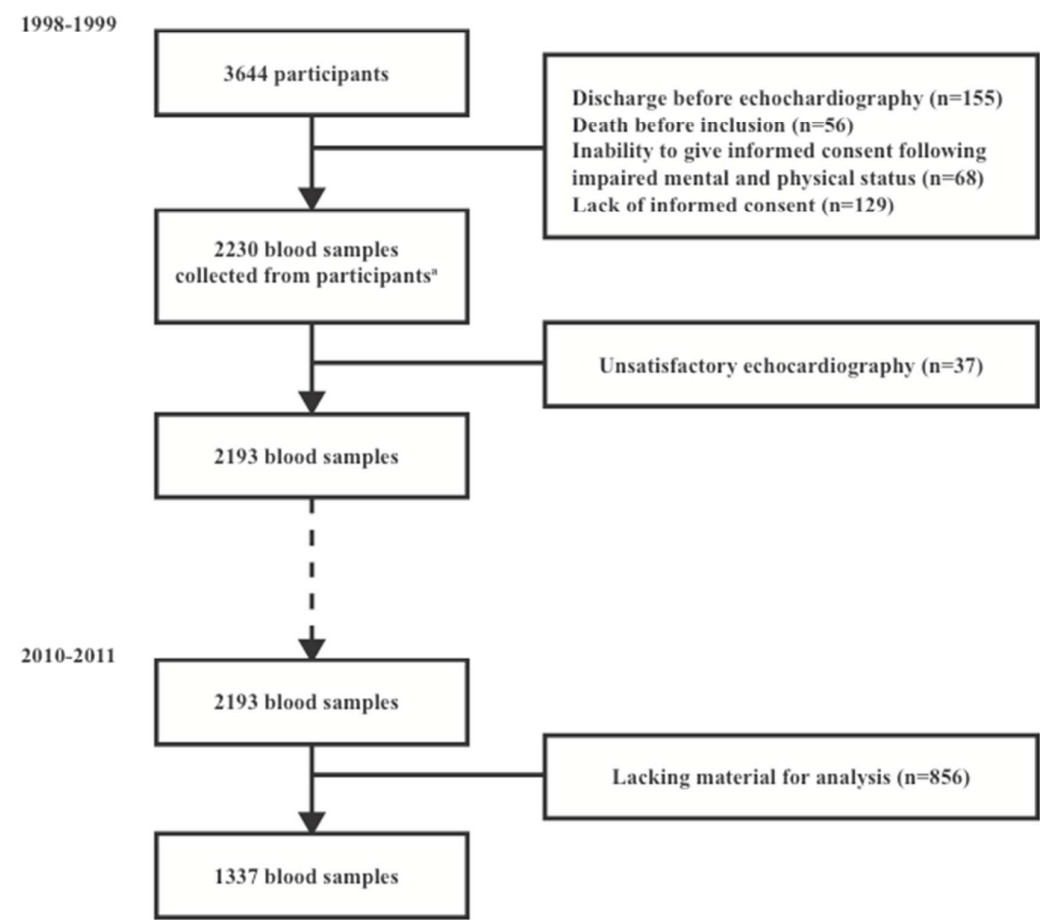 1998-1999
3644 participants
Discharge before echochardiography (n=155)
Death before inclusion (n=56)
Inability to give informed consent following
impaired mental and physical status (n=68)
Lack of informed consent (n=129)
2230 blood samples
collected from participantsª
Unsatisfactory echocardiography (n=37)
2193 blood samples
2010-2011
2193 blood samples
Lacking material for analysis (n=856)
1337 blood samples